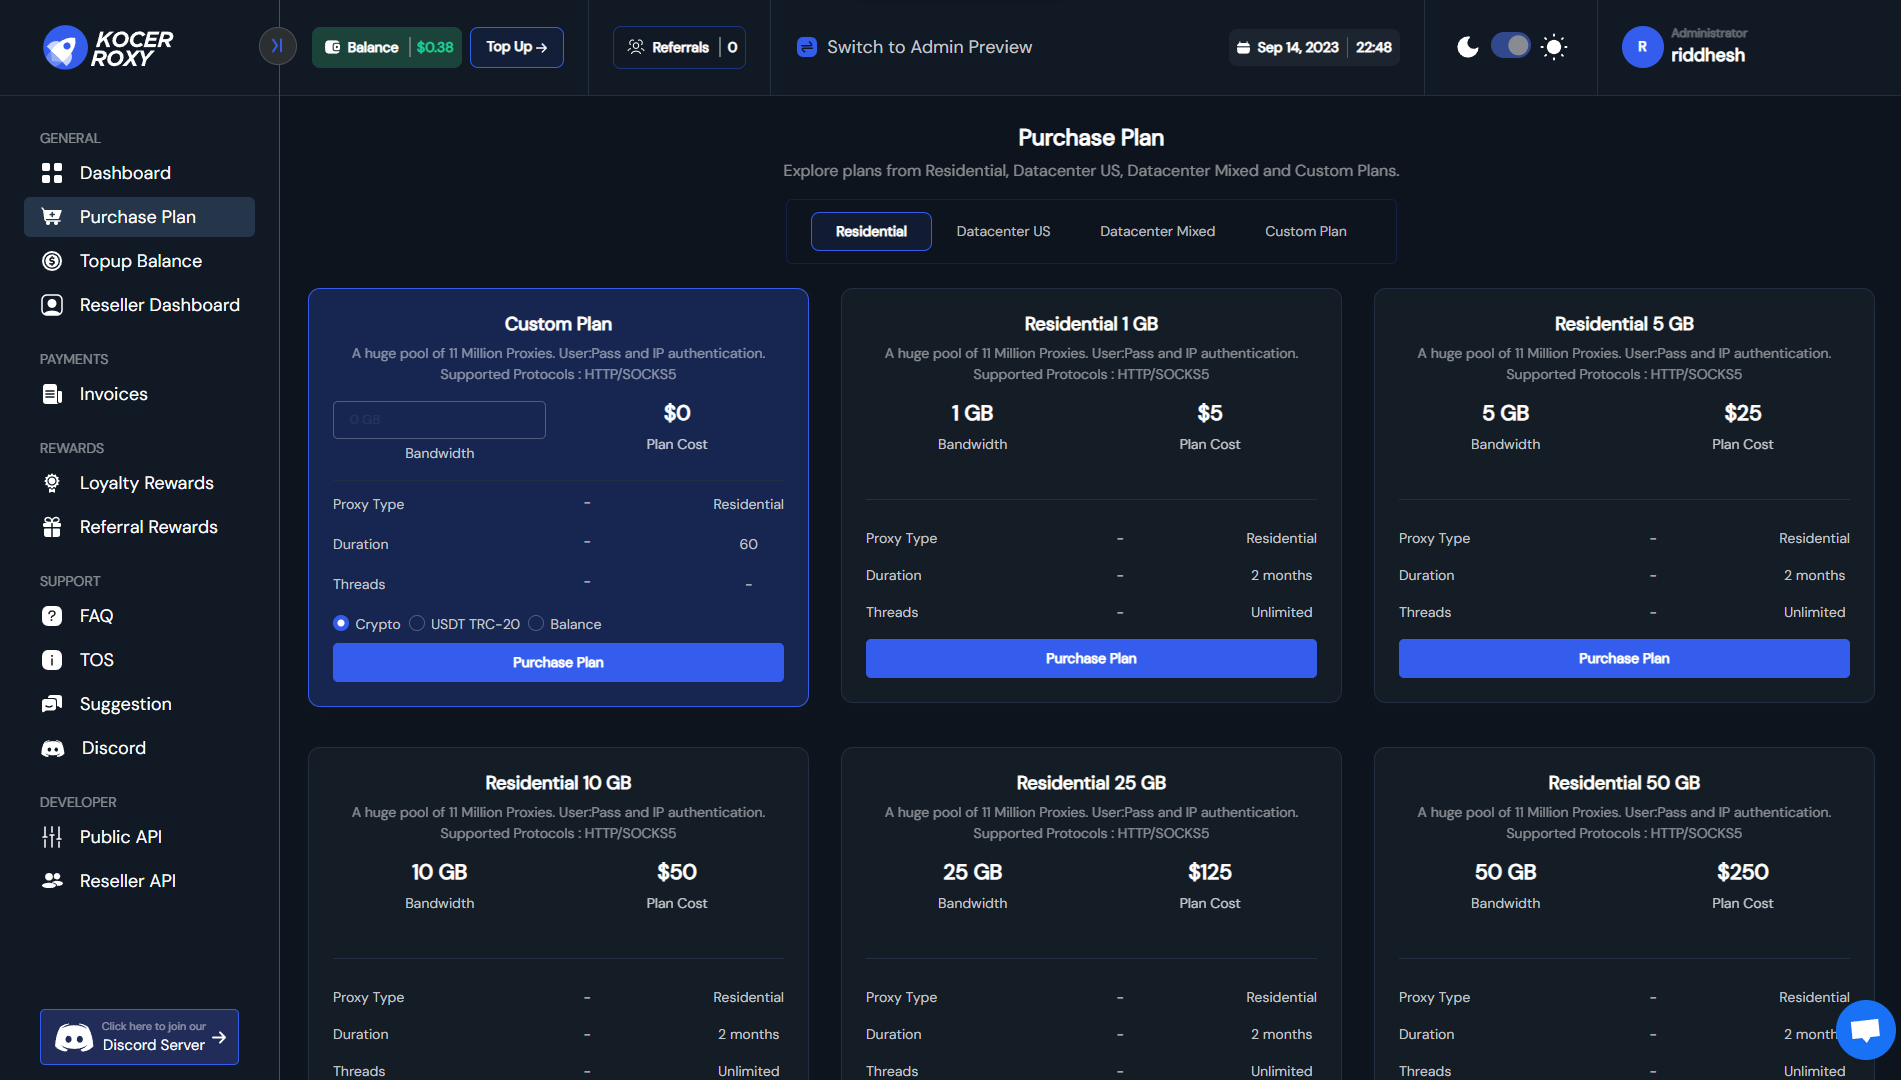 KOCER
ROXY
Balance $0.38
Top Up →
Referrals 0
Switch to Admin Preview
Sep 14, 2023 22:48
R
Administrator
riddhesh
GENERAL
Dashboard
Purchase Plan
Topup Balance
Reseller Dashboard
PAYMENTS
Invoices
REWARDS
Loyalty Rewards
Referral Rewards
SUPPORT
FAQ
TOS
Suggestion
Discord
DEVELOPER
Public API
Reseller API
Click here to join our
Discord Server
Purchase Plan
Explore plans from Residential, Datacenter US, Datacenter Mixed and Custom Plans.
Residential Datacenter US Datacenter Mixed Custom Plan
Custom Plan
A huge pool of 11 Million Proxies. User:Pass and IP authentication.
Supported Protocols : HTTP/SOCKS5
0 GB $0
Bandwidth Plan Cost
Proxy Type - Residential
Duration - 60
Threads - -
Crypto USDT TRC-20 Balance
Purchase Plan
Residential 1 GB
A huge pool of 11 Million Proxies. User:Pass and IP authentication.
Supported Protocols : HTTP/SOCKS5
1 GB $5
Bandwidth Plan Cost
Proxy Type - Residential
Duration - 2 months
Threads - Unlimited
Purchase Plan
Residential 5 GB
A huge pool of 11 Million Proxies. User:Pass and IP authentication.
Supported Protocols : HTTP/SOCKS5
5 GB $25
Bandwidth Plan Cost
Proxy Type - Residential
Duration - 2 months
Threads - Unlimited
Purchase Plan
Residential 10 GB
A huge pool of 11 Million Proxies. User:Pass and IP authentication.
Supported Protocols : HTTP/SOCKS5
10 GB $50
Bandwidth Plan Cost
Proxy Type - Residential
Duration - 2 months
Threads - Unlimited
Residential 25 GB
A huge pool of 11 Million Proxies. User:Pass and IP authentication.
Supported Protocols : HTTP/SOCKS5
25 GB $125
Bandwidth Plan Cost
Proxy Type - Residential
Duration - 2 months
Threads - Unlimited
Residential 50 GB
A huge pool of 11 Million Proxies. User:Pass and IP authentication.
Supported Protocols : HTTP/SOCKS5
50 GB $250
Bandwidth Plan Cost
Proxy Type - Residential
Duration - 2 month
Threads - Unlimited